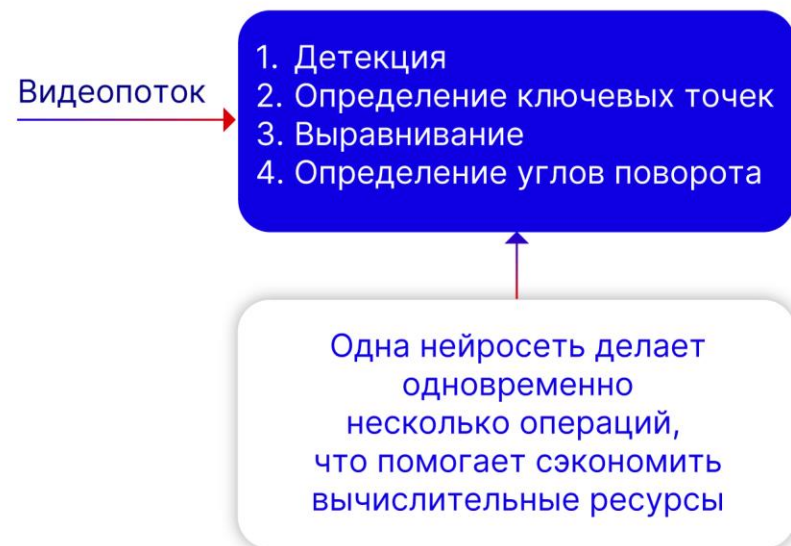 Видеопоток
1. Детекция
2. Определение ключевых точек
3. Выравнивание
4. Определение углов поворота
Одна нейросеть делает
одновременно
несколько операций,
что помогает сэкономить
вычислительные ресурсы